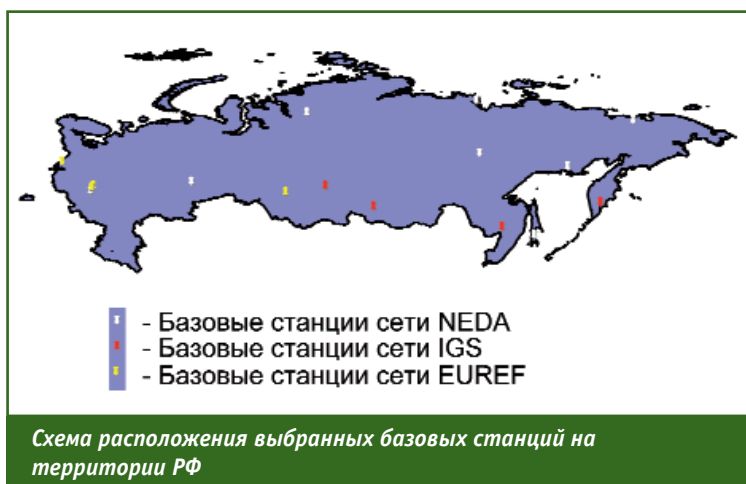 - Базовые станции сети NEDA
- Базовые станции сети IGS
- Базовые станции сети EUREF
Схема расположения выбранных базовых станций на
территории РФ